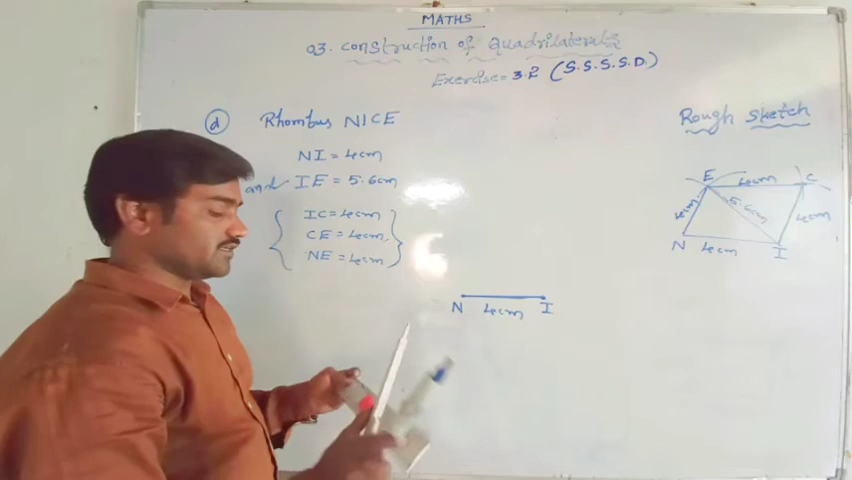 MATHS
03. Construction of Quadrilaterals
Exercise = 3.2 (S.S.S.S.D.)
d Rhombus NICE
NI = 4cm
and IE = 5.6cm
IC = 4cm
CE = 4cm
NE = 4cm
N 4cm I
Rough Sketch
E 4cm C
4cm 5.6cm 4cm
N 4cm I